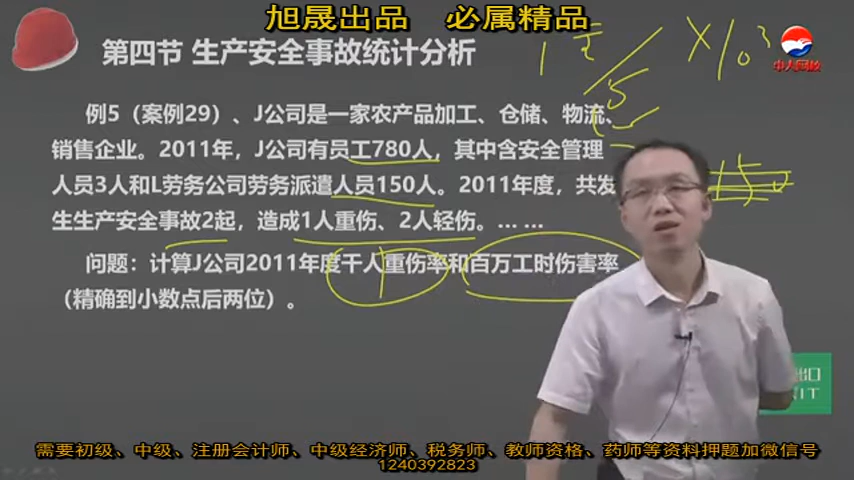 旭晟出品 必属精品
第四节 生产安全事故统计分析
例5（案例29）、J公司是一家农产品加工、仓储、物流、
销售企业。2011年，J公司有员工780人，其中含安全管理
人员3人和L劳务公司劳务派遣人员150人。2011年度，共发
生生产安全事故2起，造成1人重伤、2人轻伤。... ...
问题：计算J公司2011年度千人重伤率和百万工时伤害率
（精确到小数点后两位）。
需要初级、中级、注册会计师、中级经济师、税务师、教师资格、药师等资料押题加微信号
1240392823